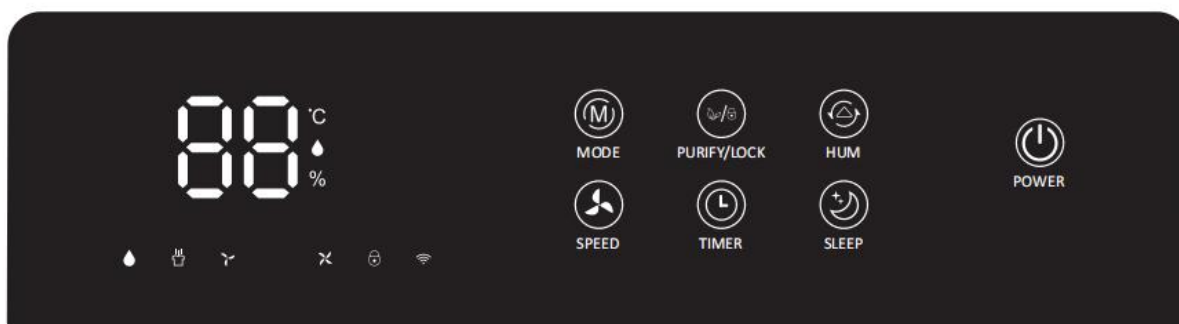 88
°C
%
M
MODE
PURIFY/LOCK
HUM
POWER
SPEED
TIMER
SLEEP